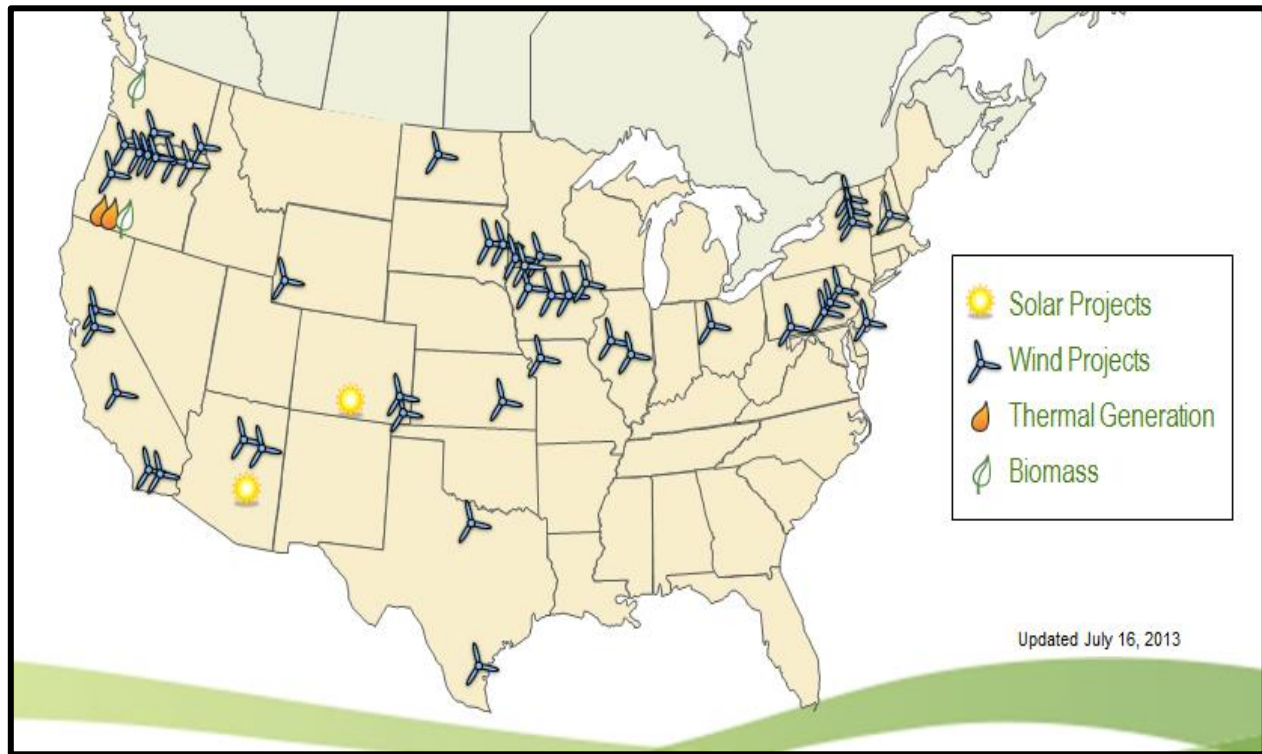 Solar Projects
Wind Projects
Thermal Generation
Biomass
Updated July 16, 2013